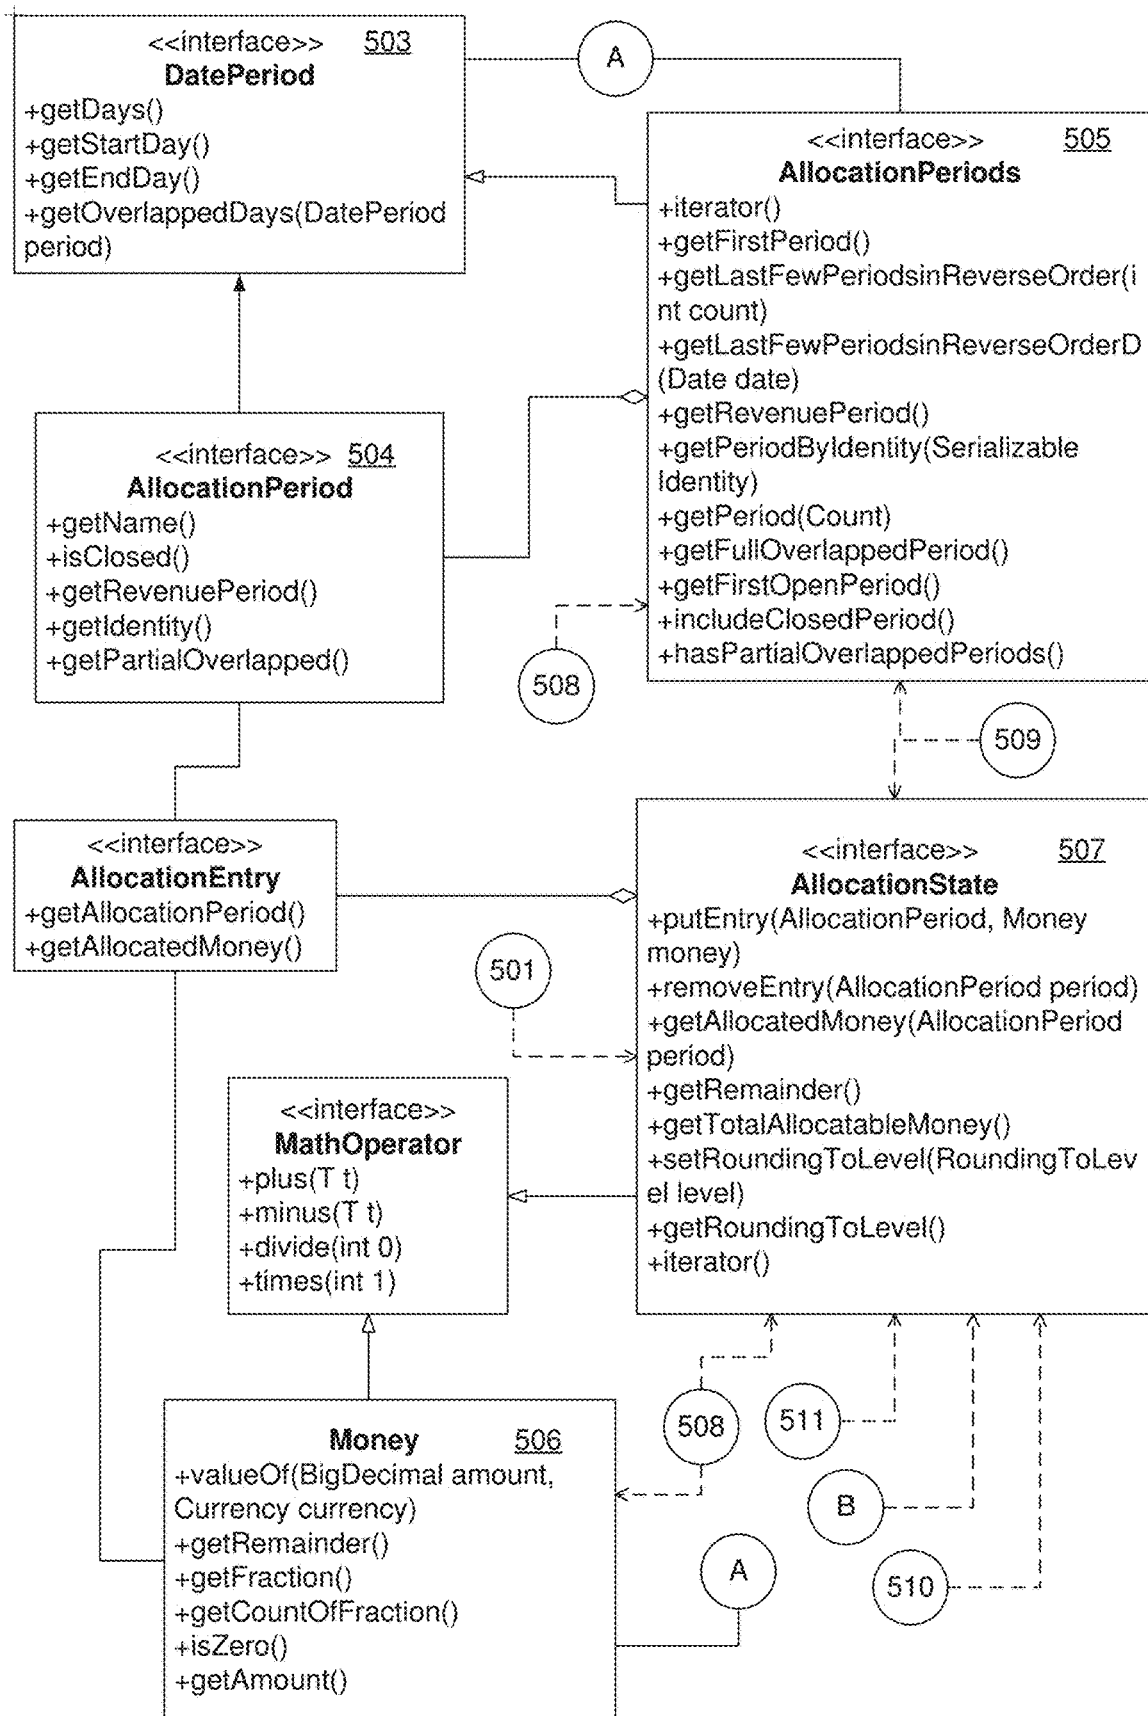 <<interface>> 503
DatePeriod
+getDays()
+getStartDay()
+getEndDay()
+getOverlappedDays(DatePeriod
period)
A
<<interface>> 505
AllocationPeriods
+iterator()
+getFirstPeriod()
+getLastFewPeriodsinReverseOrder(i
nt count)
+getLastFewPeriodsinReverseOrderD
(Date date)
+getRevenuePeriod()
+getPeriodByIdentity(Serializable
Identity)
+getPeriod(Count)
+getFullOverlappedPeriod()
+getFirstOpenPeriod()
+includeClosedPeriod()
+hasPartialOverlappedPeriods()
<<interface>> 504
AllocationPeriod
+getName()
+isClosed()
+getRevenuePeriod()
+getIdentity()
+getPartialOverlapped()
508
509
<<interface>>
AllocationEntry
+getAllocationPeriod()
+getAllocatedMoney()
<<interface>> 507
AllocationState
+putEntry(AllocationPeriod, Money
money)
+removeEntry(AllocationPeriod period)
+getAllocatedMoney(AllocationPeriod
period)
+getRemainder()
+getTotalAllocatableMoney()
+setRoundingToLevel(RoundingToLev
el level)
+getRoundingToLevel()
+iterator()
501
<<interface>>
MathOperator
+plus(T t)
+minus(T t)
+divide(int 0)
+times(int 1)
Money 506
+valueOf(BigDecimal amount,
Currency currency)
+getRemainder()
+getFraction()
+getCountOfFraction()
+isZero()
+getAmount()
508
511
B
A
510